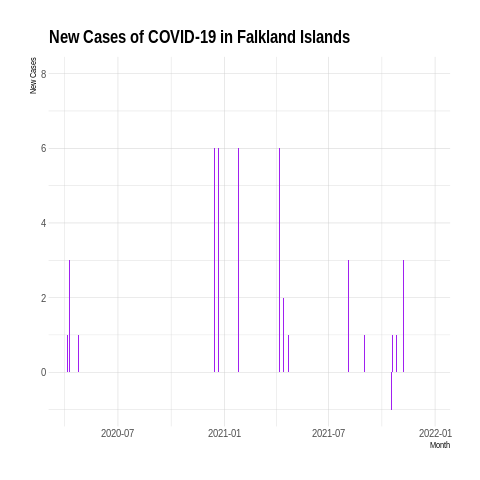 New Cases of COVID-19 in Falkland Islands
New Cases
8
6
4
2
0
2020-07 2021-01 2021-07 2022-01
Month